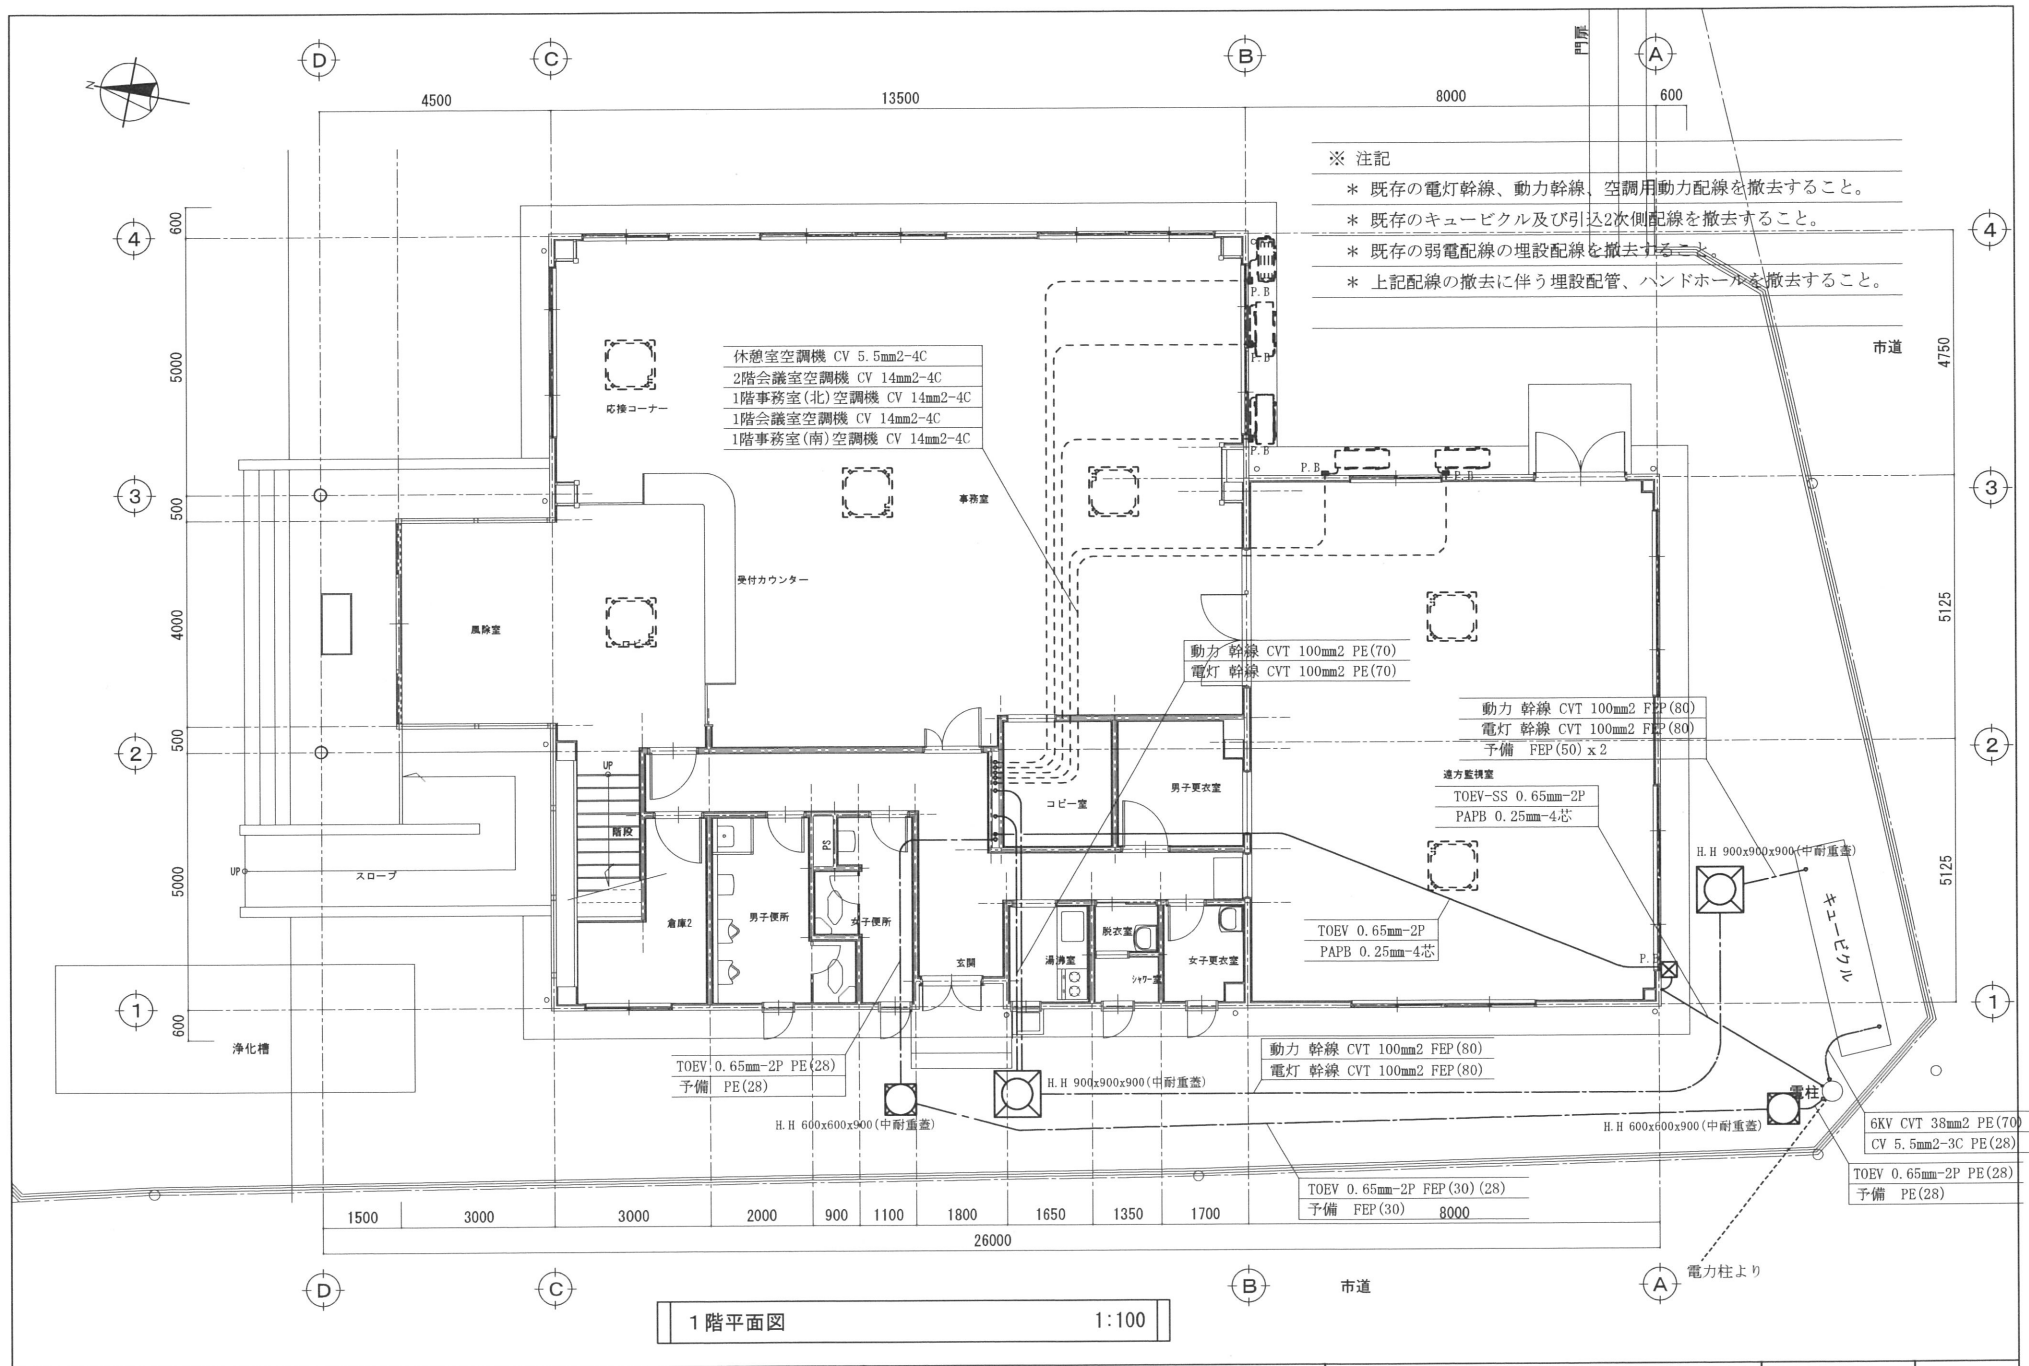 D
C
B
A
門扉
N
4500
13500
8000
600
※ 注記
* 既存の電灯幹線、動力幹線、空調用動力配線を撤去すること。
* 既存のキュービクル及び引込2次側配線を撤去すること。
* 既存の弱電配線の埋設配線を撤去すること。
* 上記配線の撤去に伴う埋設配管、ハンドホールを撤去すること。
市道
4
3
2
1
600
5000
500
4000
500
5000
600
4
3
2
1
4750
5125
5125
P.B
P.B
P.B
P.B
P.B
休憩室空調機 CV 5.5mm2-4C
2階会議室空調機 CV 14mm2-4C
1階事務室(北)空調機 CV 14mm2-4C
1階会議室空調機 CV 14mm2-4C
1階事務室(南)空調機 CV 14mm2-4C
応接コーナー
事務室
受付カウンター
風除室
ロビー
動力 幹線 CVT 100mm2 PE(70)
電灯 幹線 CVT 100mm2 PE(70)
動力 幹線 CVT 100mm2 FEP(80)
電灯 幹線 CVT 100mm2 FEP(80)
予備 FEP(50)x2
遠方監視室
TOEV-SS 0.65mm-2P
PAPB 0.25mm-4芯
UP
階段
コピー室
男子更衣室
PS
H.H 900x900x900(中耐重蓋)
キュービクル
UP
スロープ
倉庫2
男子便所
女子便所
玄関
湯沸室
脱衣室
シャワー室
女子更衣室
TOEV 0.65mm-2P
PAPB 0.25mm-4芯
P.B
浄化槽
TOEV 0.65mm-2P PE(28)
予備 PE(28)
動力 幹線 CVT 100mm2 FEP(80)
電灯 幹線 CVT 100mm2 FEP(80)
H.H 900x900x900(中耐重蓋)
H.H 600x600x900(中耐重蓋)
電柱
H.H 600x600x900(中耐重蓋)
6KV CVT 38mm2 PE(70)
CV 5.5mm2-3C PE(28)
TOEV 0.65mm-2P PE(28)
予備 PE(28)
TOEV 0.65mm-2P FEP(30)(28)
予備 FEP(30)
1500
3000
3000
2000
900
1100
1800
1650
1350
1700
8000
26000
電力柱より
D
C
B
市道
A
1階平面図 1:100